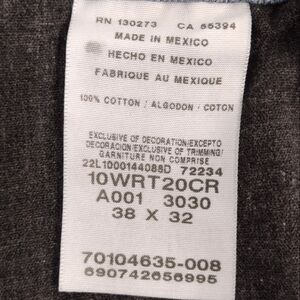 RN 130273 CA 55394
MADE IN MEXICO
HECHO EN MEXICO
FABRIQUE AU MEXIQUE
100% COTTON / ALGODON · COTON
EXCLUSIVE OF DECORATION/EXCEPTO
DECORACION/EXCLUSIVE OF TRIMMING/
GARNITURE NON COMPRISE
22L1000144085D 72234
10WRT20CR
A001 3030
38 X 32
70104635-008
690742656995